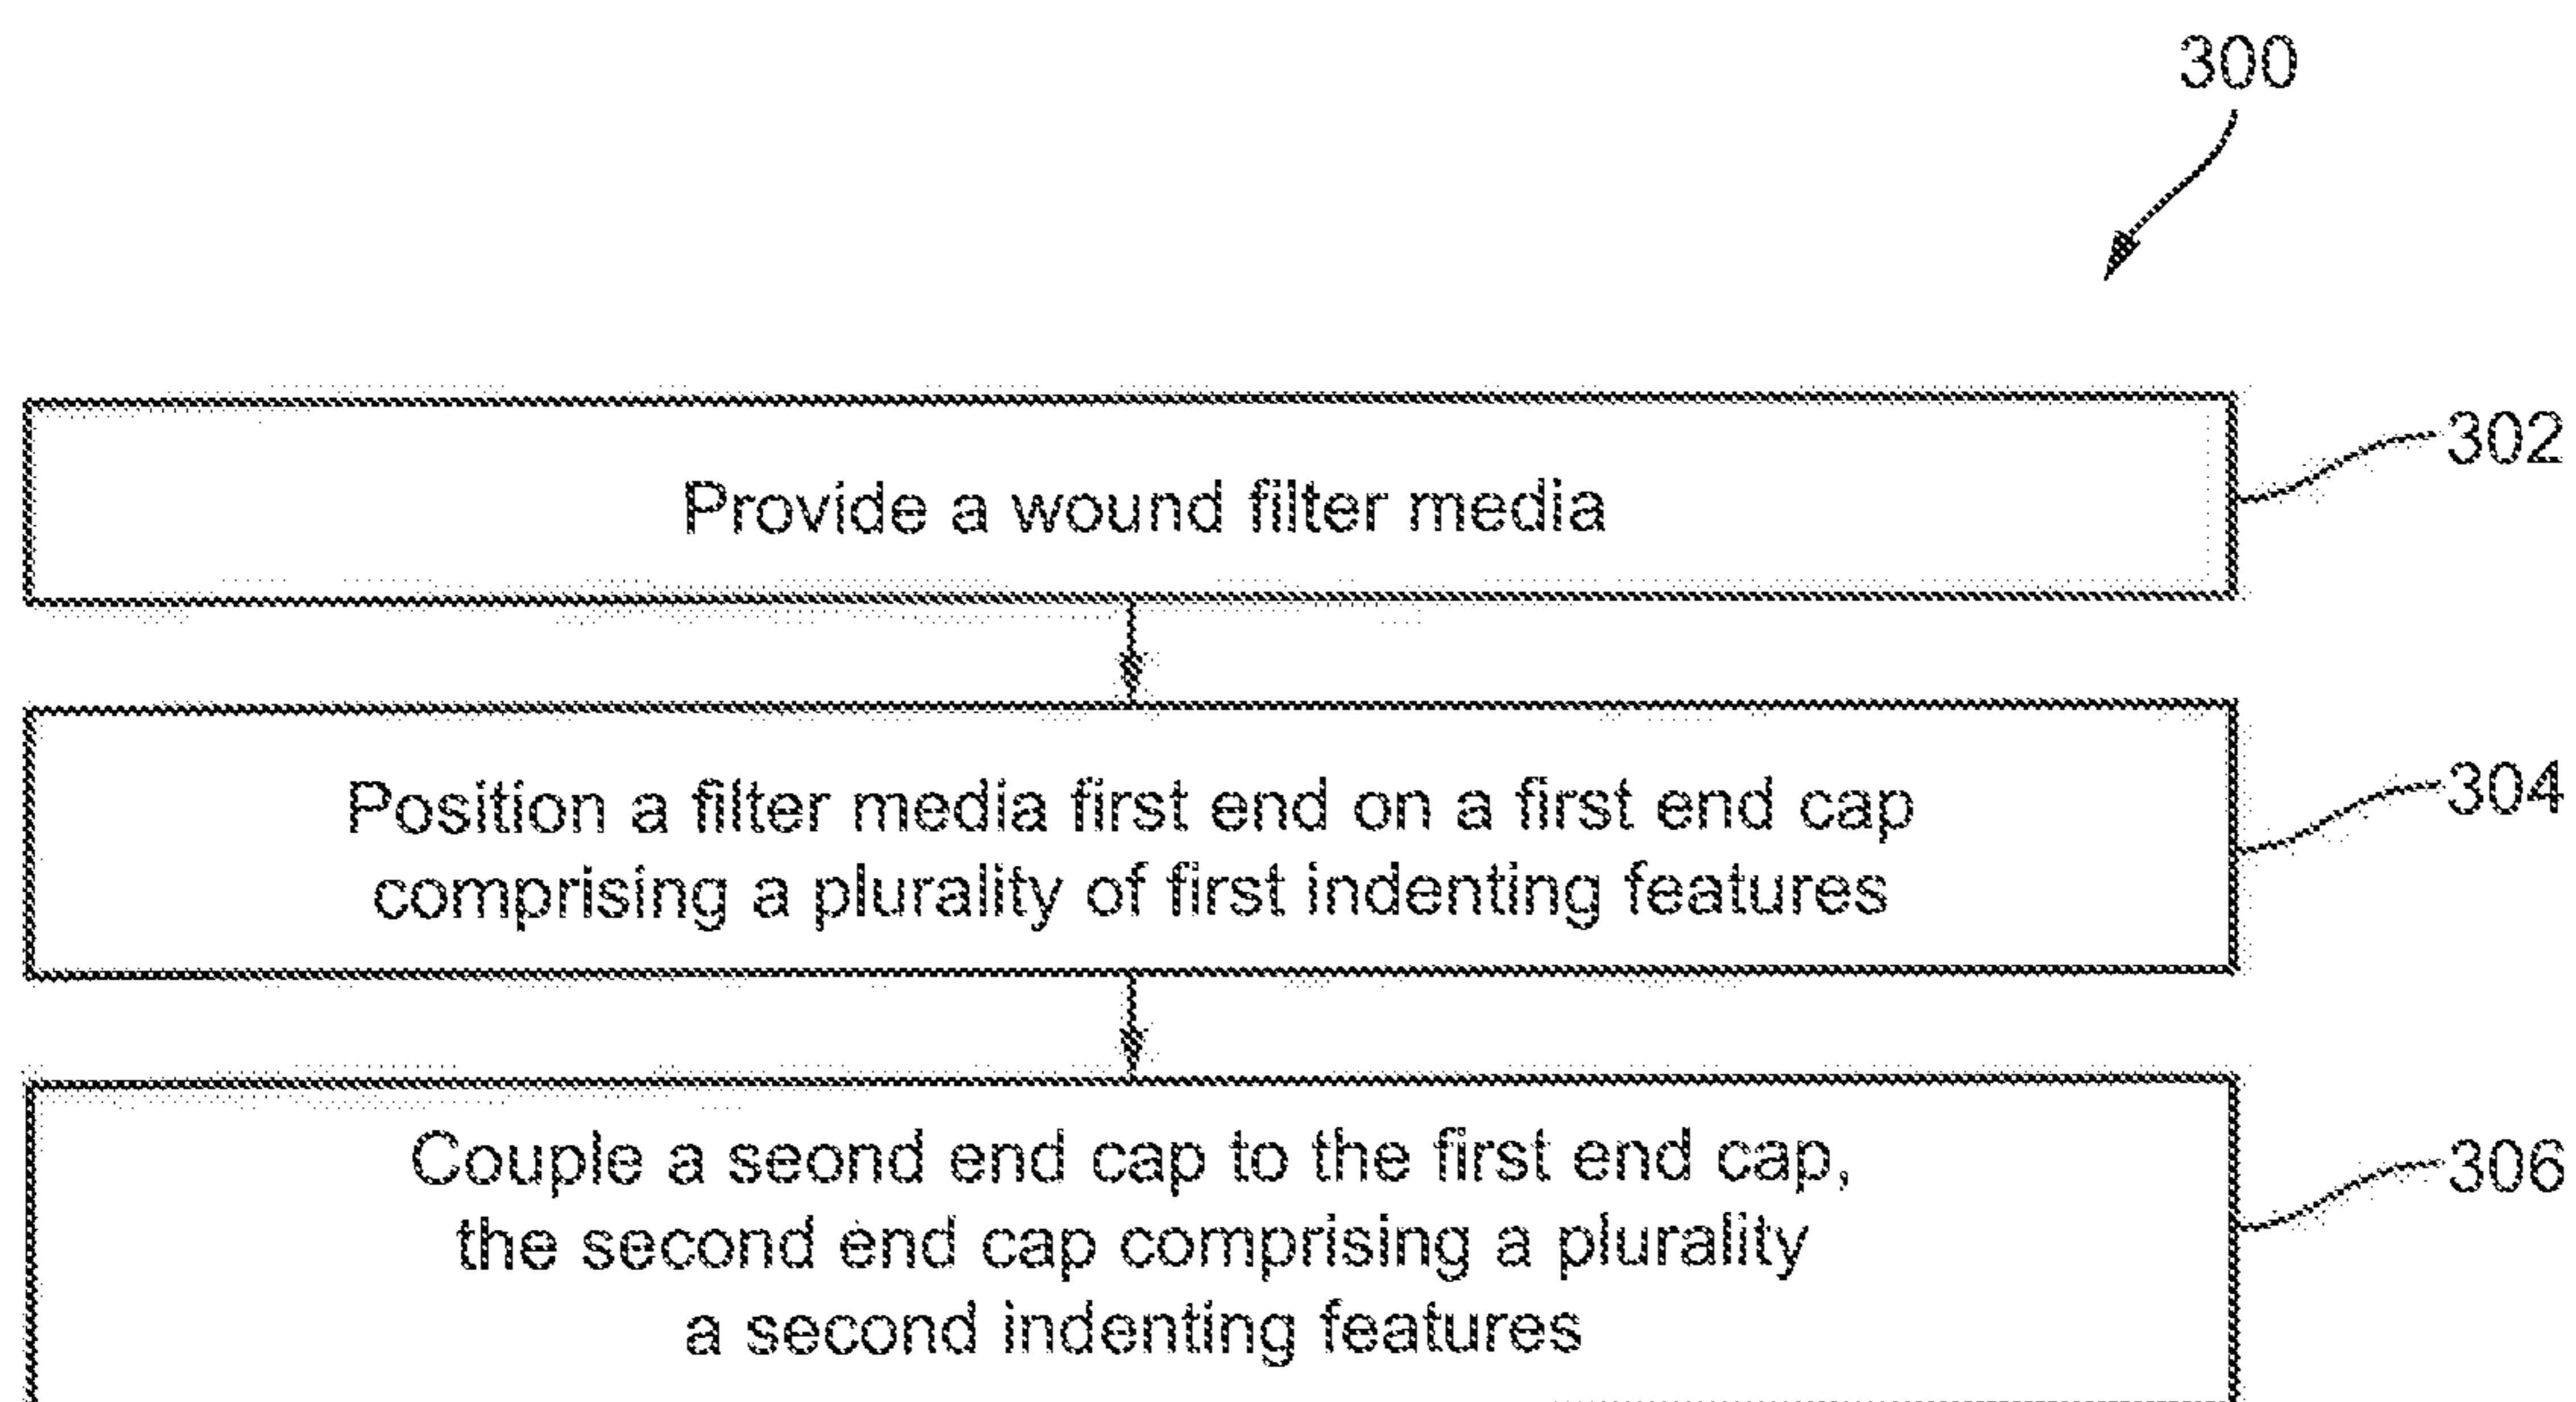 300
Provide a wound filter media
302
Position a filter media first end on a first end cap
comprising a plurality of first indenting features
304
Couple a seond end cap to the first end cap,
the second end cap comprising a plurality
a second indenting features
306